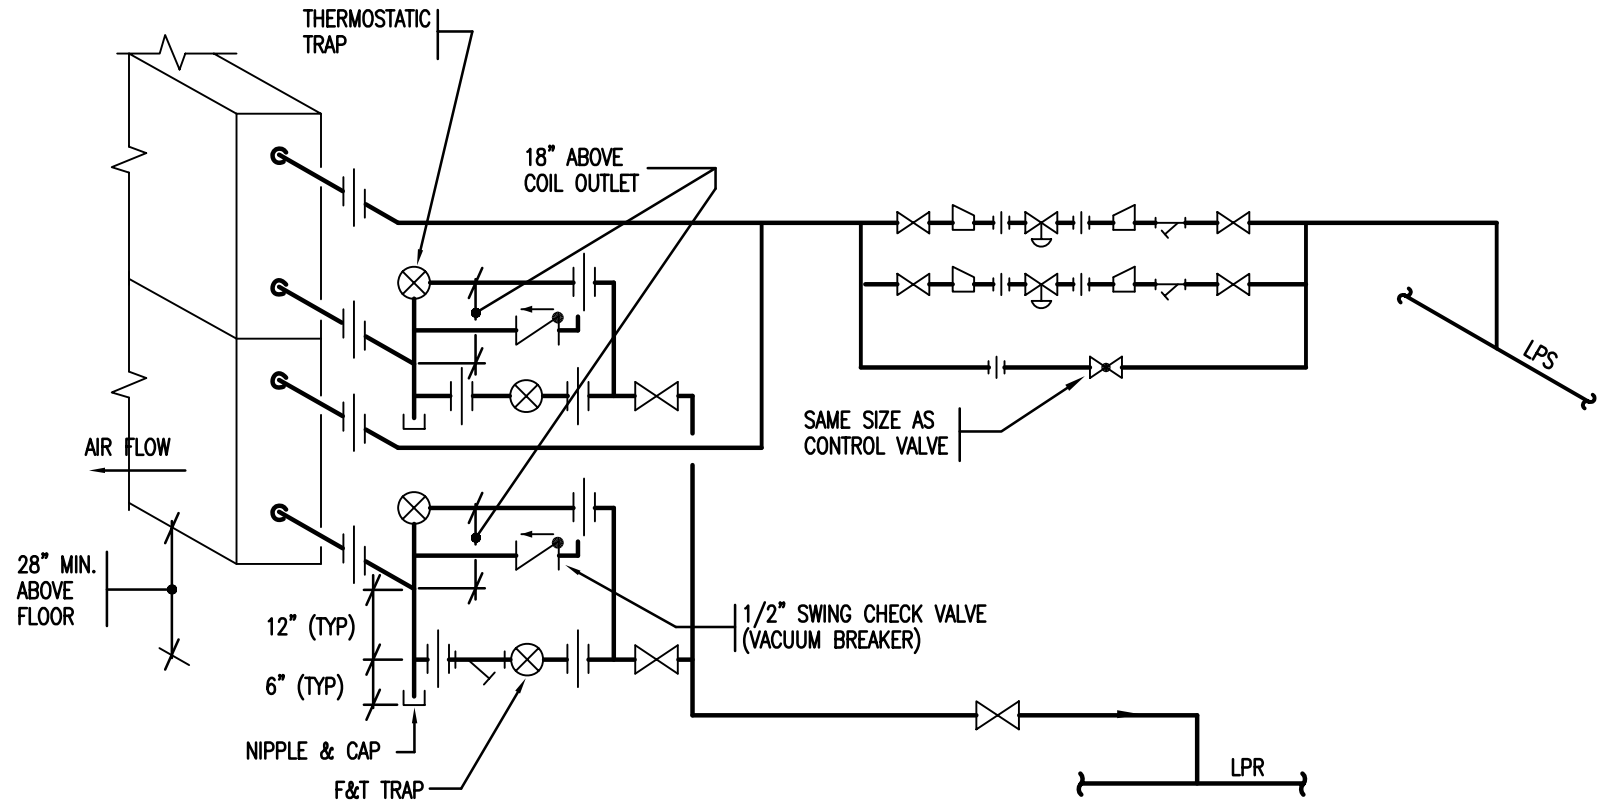 THERMOSTATIC
TRAP
18" ABOVE
COIL OUTLET
LPS
SAME SIZE AS
CONTROL VALVE
AIR FLOW
28" MIN.
ABOVE
FLOOR
12" (TYP)
6" (TYP)
1/2" SWING CHECK VALVE
(VACUUM BREAKER)
NIPPLE & CAP
F&T TRAP
LPR